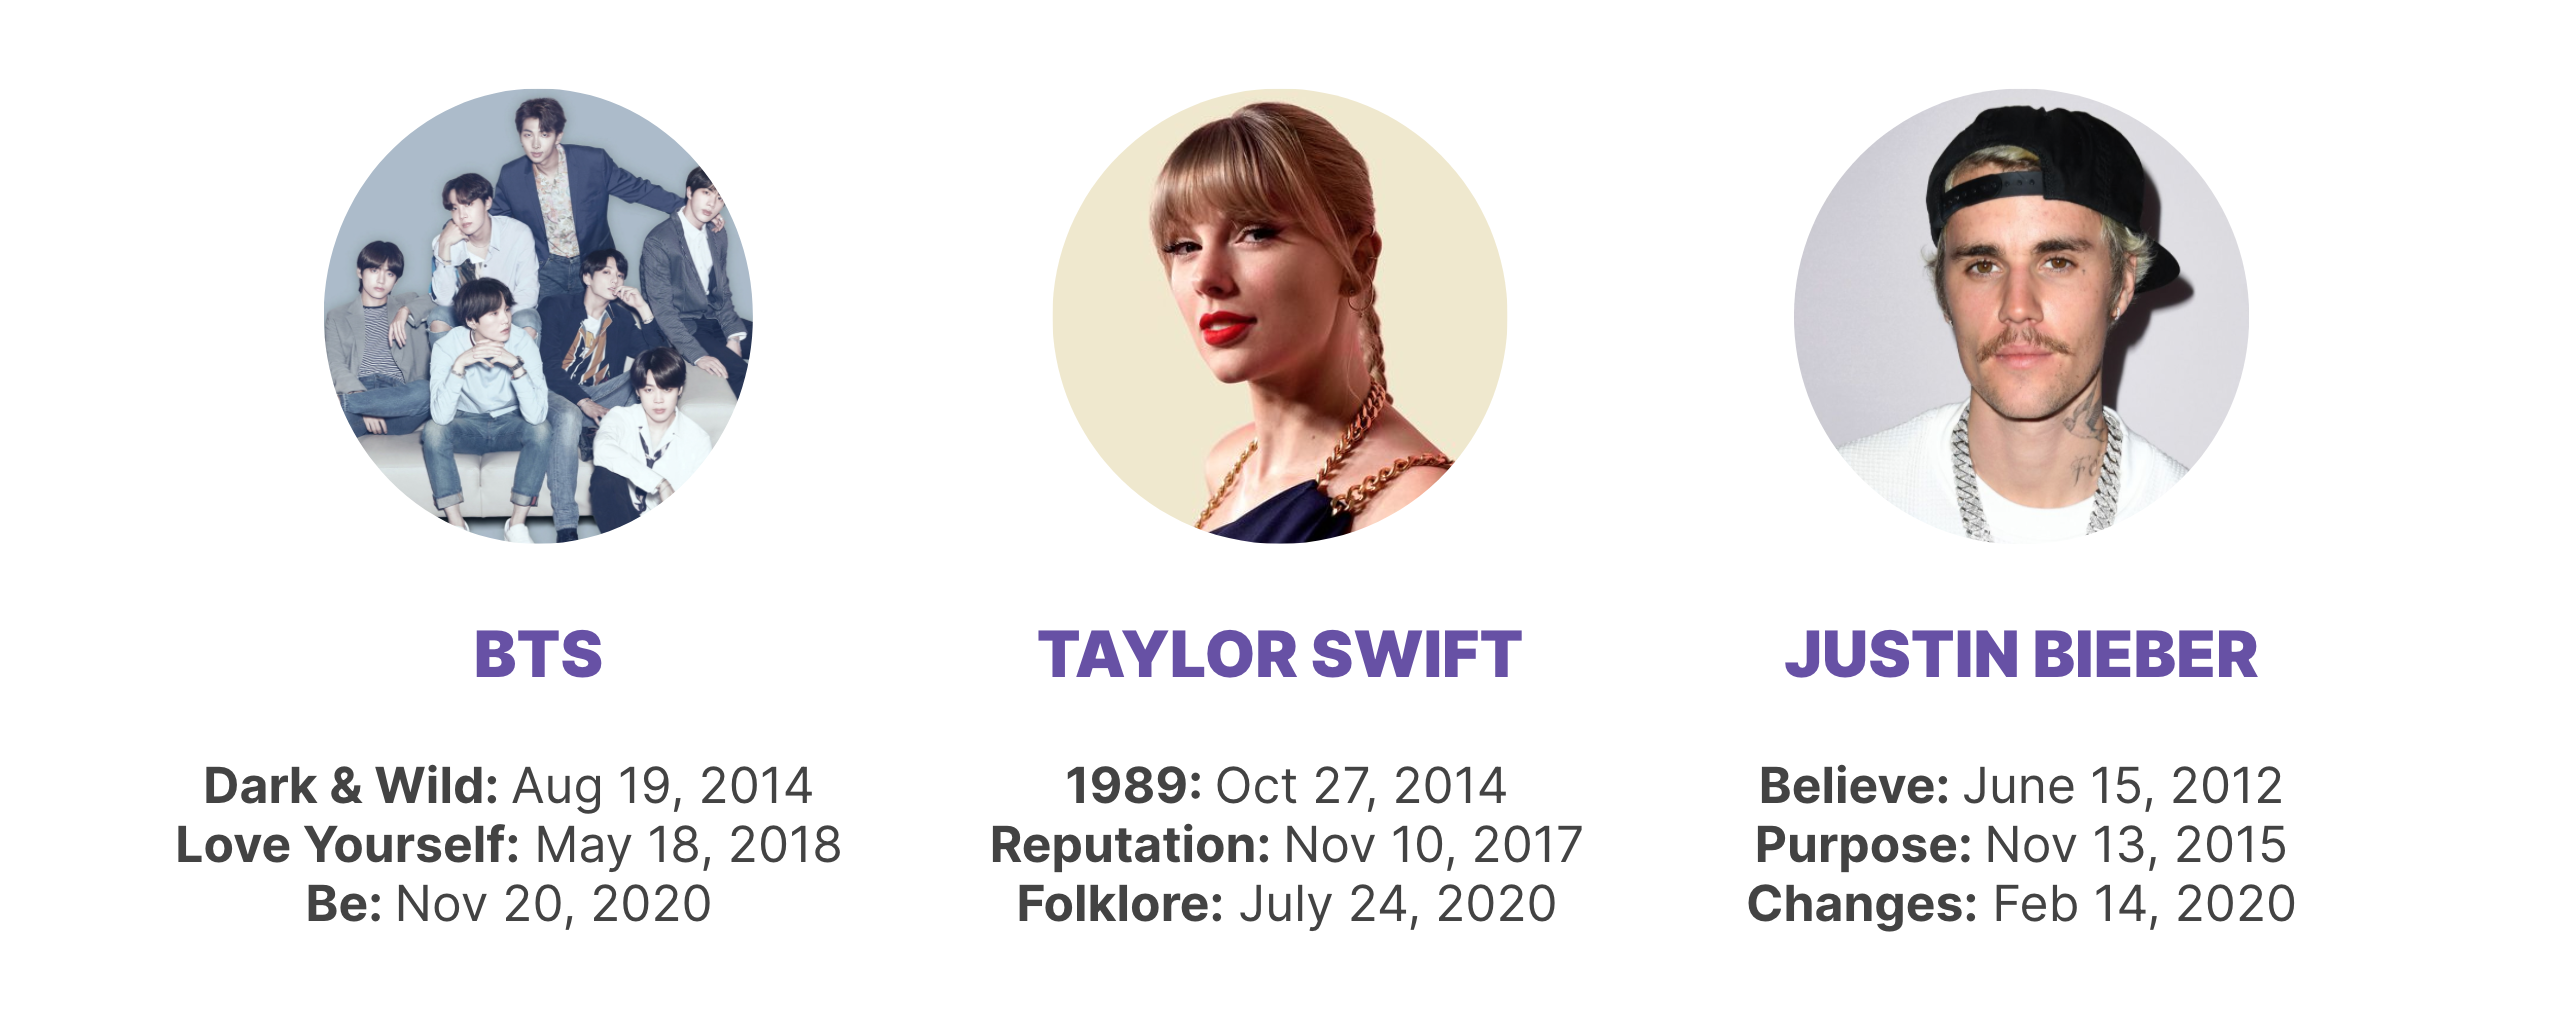 BTS
Dark & Wild: Aug 19, 2014
Love Yourself: May 18, 2018
Be: Nov 20, 2020
TAYLOR SWIFT
1989: Oct 27, 2014
Reputation: Nov 10, 2017
Folklore: July 24, 2020
JUSTIN BIEBER
Believe: June 15, 2012
Purpose: Nov 13, 2015
Changes: Feb 14, 2020